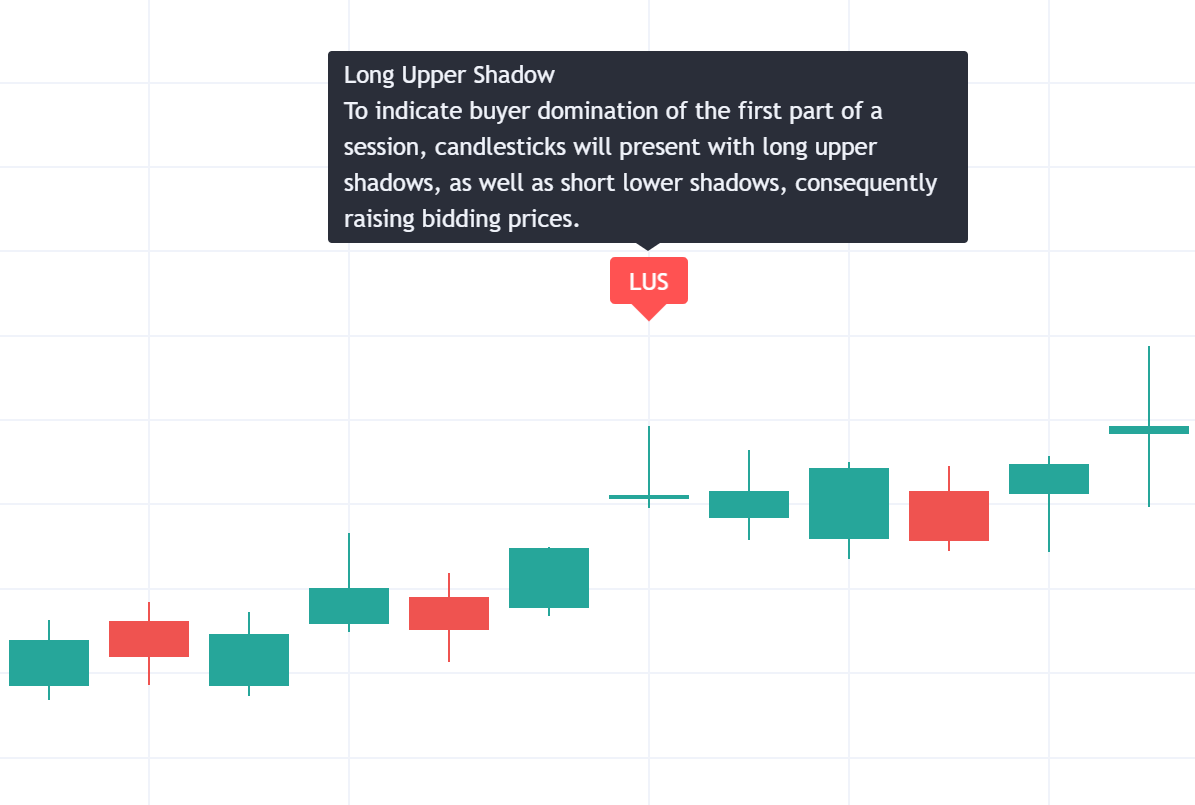 Long Upper Shadow
To indicate buyer domination of the first part of a
session, candlesticks will present with long upper
shadows, as well as short lower shadows, consequently
raising bidding prices.
LUS